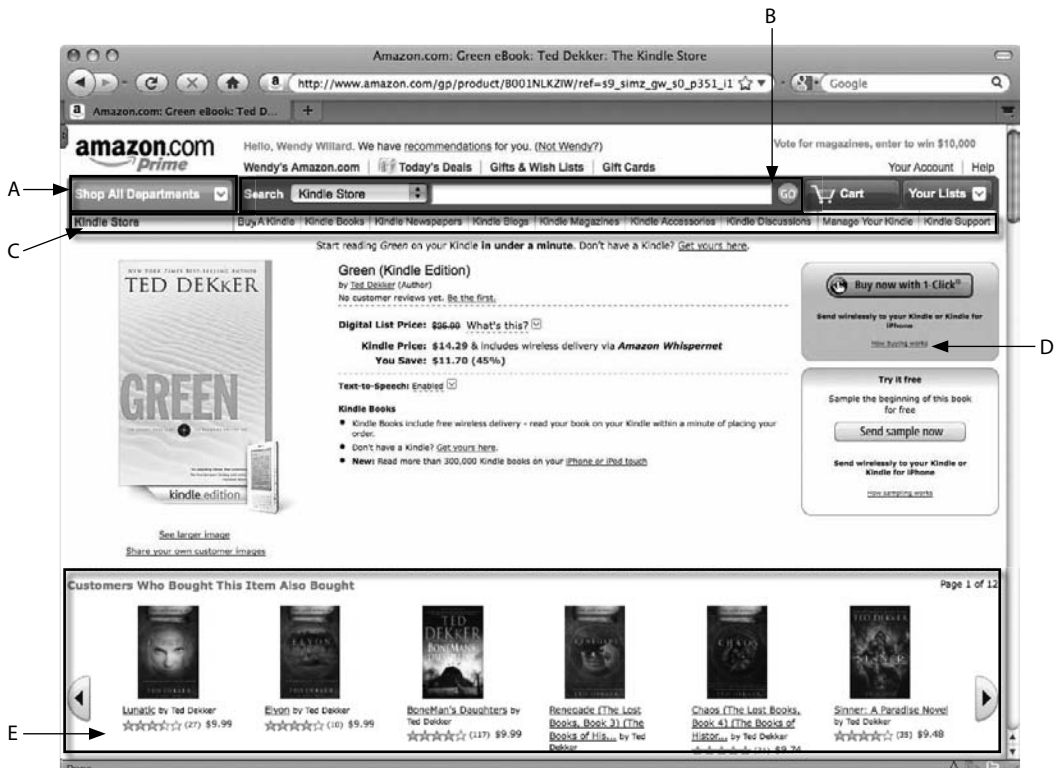 B
A
Amazon.com: Green eBook: Ted Dekker: The Kindle Store
http://www.amazon.com/gp/product/B001NLKZIW/ref=s9_simz_gw_s0_p351_i1
Google
Amazon.com: Green eBook: Ted D...
amazon.com
Prime
Hello, Wendy Willard. We have recommendations for you. (Not Wendy?)
Vote for magazines, enter to win $10,000
Wendy's Amazon.com
Today's Deals
Gifts & Wish Lists
Gift Cards
Your Account
Help
Shop All Departments
Search
Kindle Store
GO
Cart
Your Lists
C
Kindle Store
Buy A Kindle
Kindle Books
Kindle Newspapers
Kindle Blogs
Kindle Magazines
Kindle Accessories
Kindle Discussions
Manage Your Kindle
Kindle Support
Start reading Green on your Kindle in under a minute. Don't have a Kindle? Get yours here.
TED DEKKER
GREEN
kindle edition
See larger image
Share your own customer images
Green (Kindle Edition)
by Ted Dekker (Author)
No customer reviews yet. Be the first.
Digital List Price: $26.00 What's this?
Kindle Price: $14.29 & includes wireless delivery via Amazon Whispernet
You Save: $11.70 (45%)
Text-to-Speech: Enabled
Kindle Books
Kindle Books include free wireless delivery - read your book on your Kindle within a minute of placing your
order.
Don't have a Kindle? Get yours here.
New: Read more than 300,000 Kindle books on your iPhone or iPod touch
Buy now with 1-Click®
Send wirelessly to your Kindle or Kindle for
iPhone
How buying works
D
Try it free
Sample the beginning of this book
for free
Send sample now
Send wirelessly to your Kindle or
Kindle for iPhone
How sampling works
Customers Who Bought This Item Also Bought
Page 1 of 12
TED
DEKKER
BONEMAN'S
Lunatic by Ted Dekker
(27) $9.99
Elyon by Ted Dekker
(10) $9.99
BoneMan's Daughters by
Ted Dekker
(117) $9.99
Renegade (The Lost
Books, Book 3) (The
Books of His... by Ted
Dekker
Chaos (The Lost Books,
Book 4) (The Books of
Histor... by Ted Dekker
$9.74
Sinner: A Paradise Novel
by Ted Dekker
(35) $9.48
E